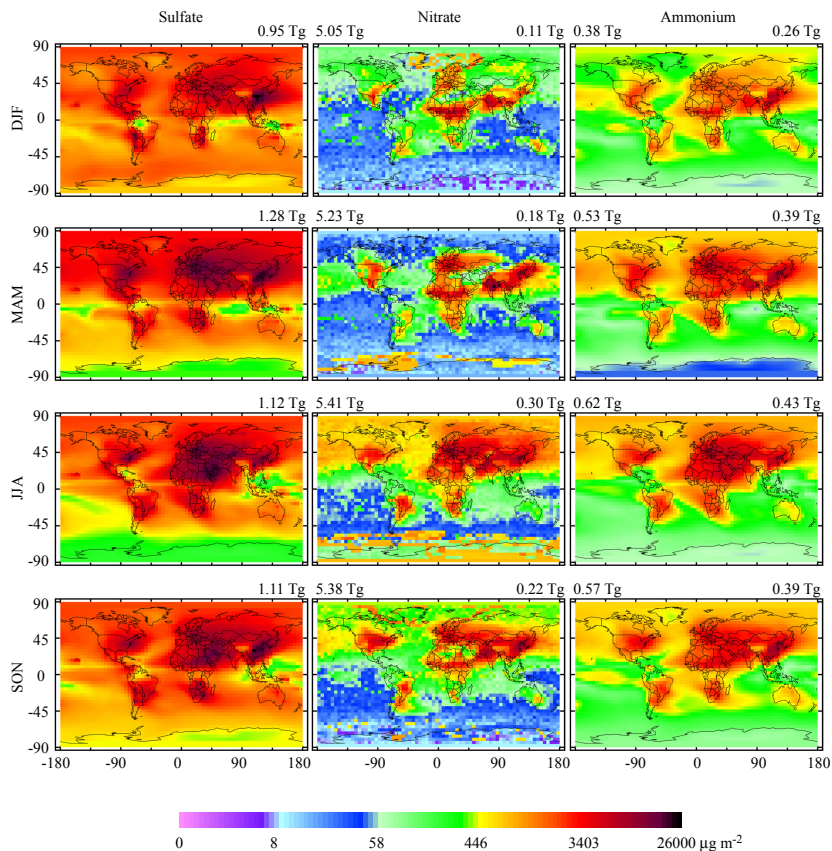 Sulfate Nitrate Ammonium
0.95 Tg 5.05 Tg 0.11 Tg 0.38 Tg 0.26 Tg
90
45
0
-45
-90
DJF
1.28 Tg 5.23 Tg 0.18 Tg 0.53 Tg 0.39 Tg
90
45
0
-45
-90
MAM
1.12 Tg 5.41 Tg 0.30 Tg 0.62 Tg 0.43 Tg
90
45
0
-45
-90
JJA
1.11 Tg 5.38 Tg 0.22 Tg 0.57 Tg 0.39 Tg
90
45
0
-45
-90
SON
-180 -90 0 90 180 -90 0 90 180 -90 0 90 180
0 8 58 446 3403 26000 µg m-2